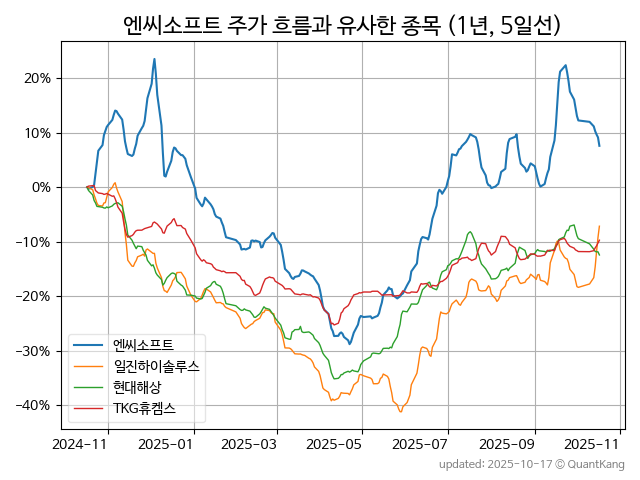 엔씨소프트 주가 흐름과 유사한 종목 (1년, 5일선)
20%
10%
0%
−10%
−20%
−30%
−40%
엔씨소프트
일진하이솔루스
현대해상
TKG휴켐스
2024−11
2025−01
2025−03
2025−05
2025−07
2025−09
2025−11
updated: 2025-10-17 © QuantKang